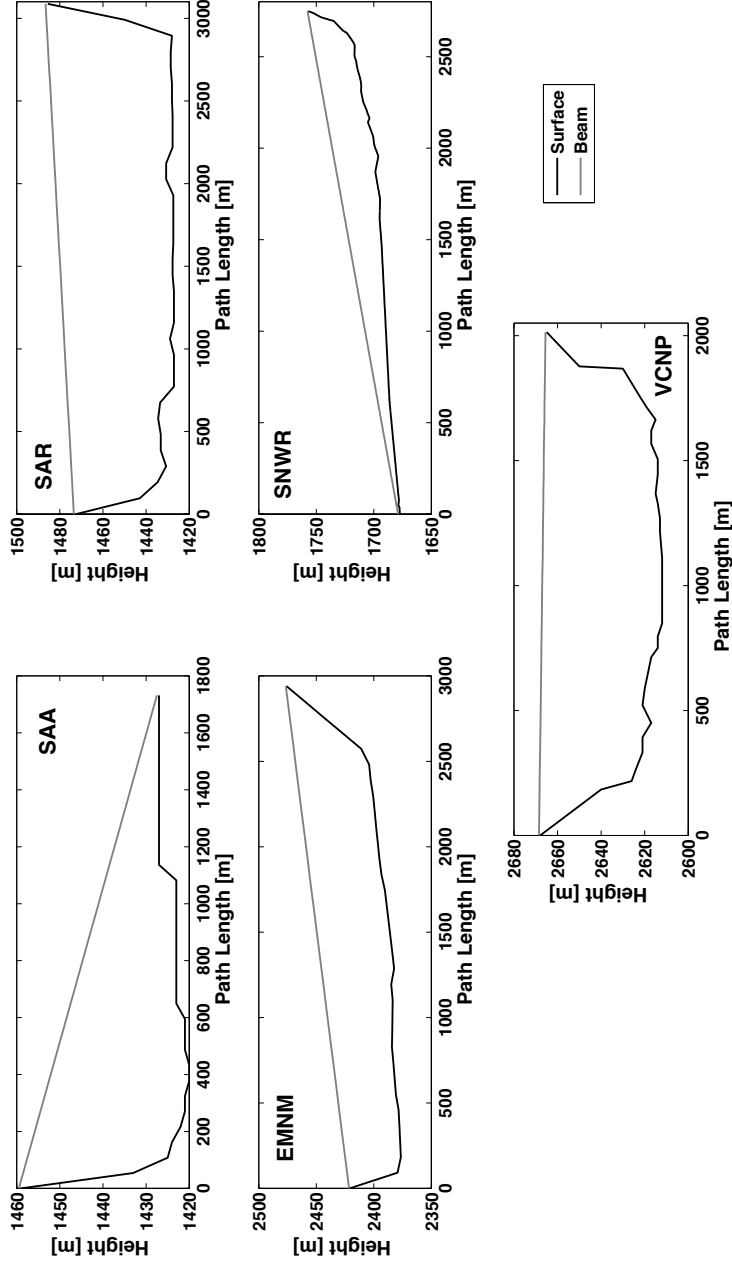 SAA
Height [m]
1460
1450
1440
1430
1420
0 200 400 600 800 1000 1200 1400 1600 1800
Path Length [m]
SAR
Height [m]
1500
1480
1460
1440
1420
0 500 1000 1500 2000 2500 3000
Path Length [m]
EMNM
Height [m]
2500
2450
2400
2350
0 500 1000 1500 2000 2500 3000
Path Length [m]
SNWR
Height [m]
1800
1750
1700
1650
0 500 1000 1500 2000 2500
Path Length [m]
VCNP
Height [m]
2680
2660
2640
2620
2600
0 500 1000 1500 2000
Path Length [m]
Surface
Beam